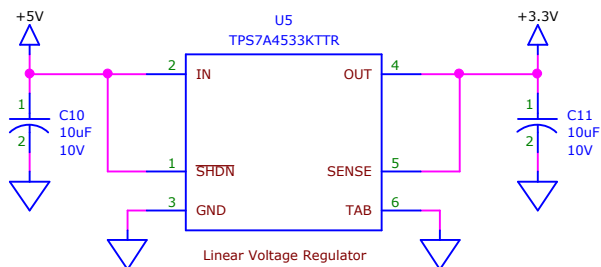 +5V
U5
+3.3V
TPS7A4533KTTR
2 IN OUT 4
1 C10 10uF 10V 2
1 C11 10uF 10V 2
1 SHDN SENSE 5
3 GND TAB 6
Linear Voltage Regulator